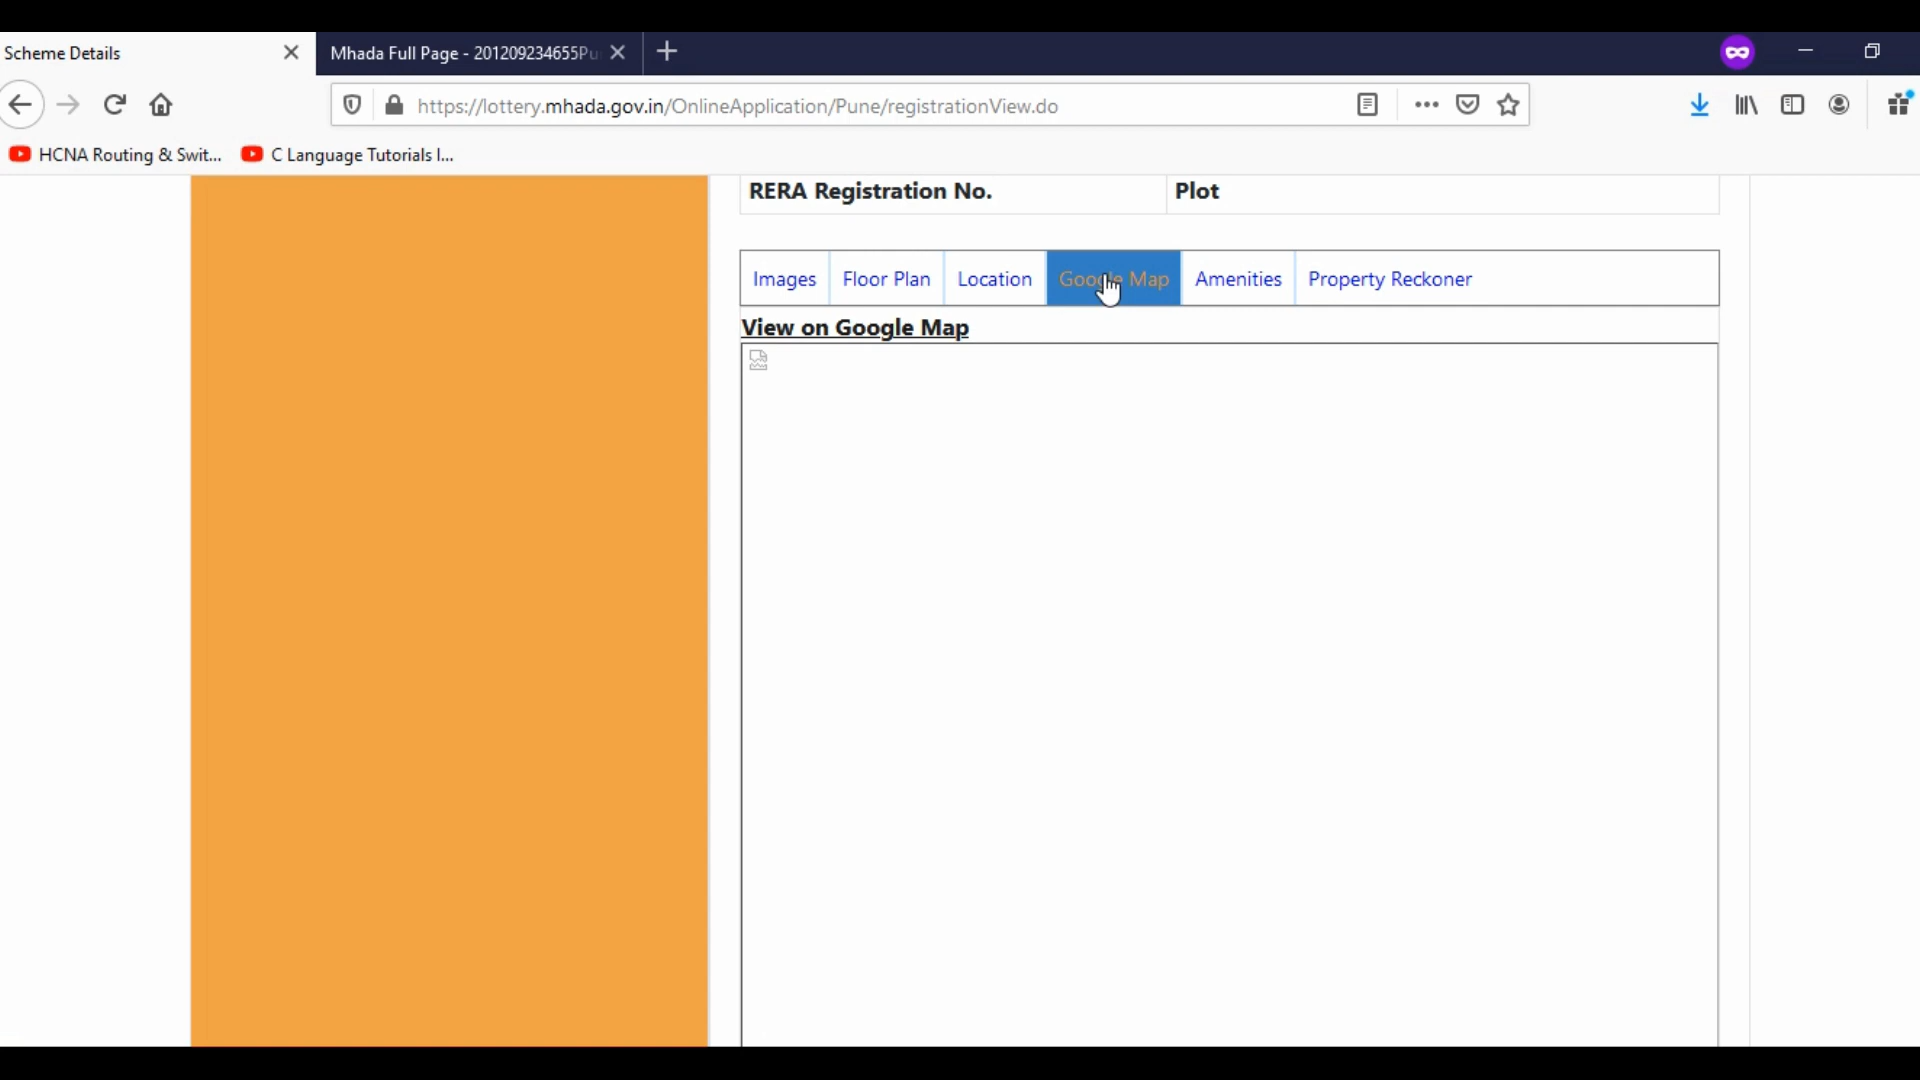 Scheme Details
Mhada Full Page - 201209234655Pu
https://lottery.mhada.gov.in/OnlineApplication/Pune/registrationView.do
HCNA Routing & Swit... C Language Tutorials I...
RERA Registration No. Plot
Images Floor Plan Location Google Map Amenities Property Reckoner
View on Google Map